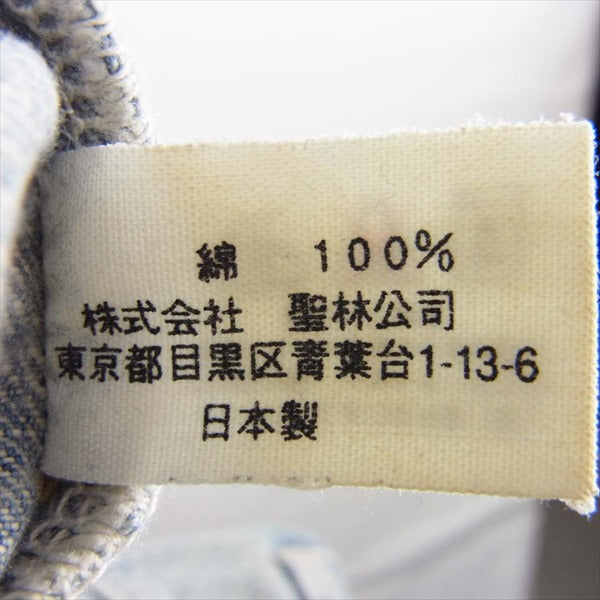 綿 100%
株式会社 聖林公司
東京都目黒区青葉台1-13-6
日本製